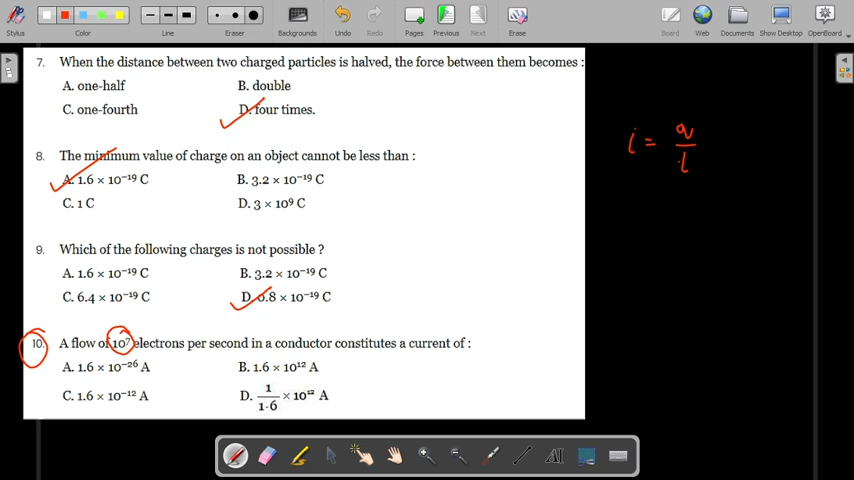 Stylus Color Line Eraser Backgrounds Undo Redo Pages Previous Next Erase Board Web Documents Show Desktop OpenBoard
7. When the distance between two charged particles is halved, the force between them becomes :
A. one-half B. double
C. one-fourth D. four times.
8. The minimum value of charge on an object cannot be less than :
A. 1.6 × 10⁻¹⁹ C B. 3.2 × 10⁻¹⁹ C
C. 1 C D. 3 × 10⁹ C
9. Which of the following charges is not possible ?
A. 1.6 × 10⁻¹⁹ C B. 3.2 × 10⁻¹⁹ C
C. 6.4 × 10⁻¹⁹ C D. 0.8 × 10⁻¹⁹ C
10. A flow of 10⁷ electrons per second in a conductor constitutes a current of :
A. 1.6 × 10⁻²⁶ A B. 1.6 × 10¹² A
C. 1.6 × 10⁻¹² A D. 1/1·6 × 10¹² A
i = q/t
AI